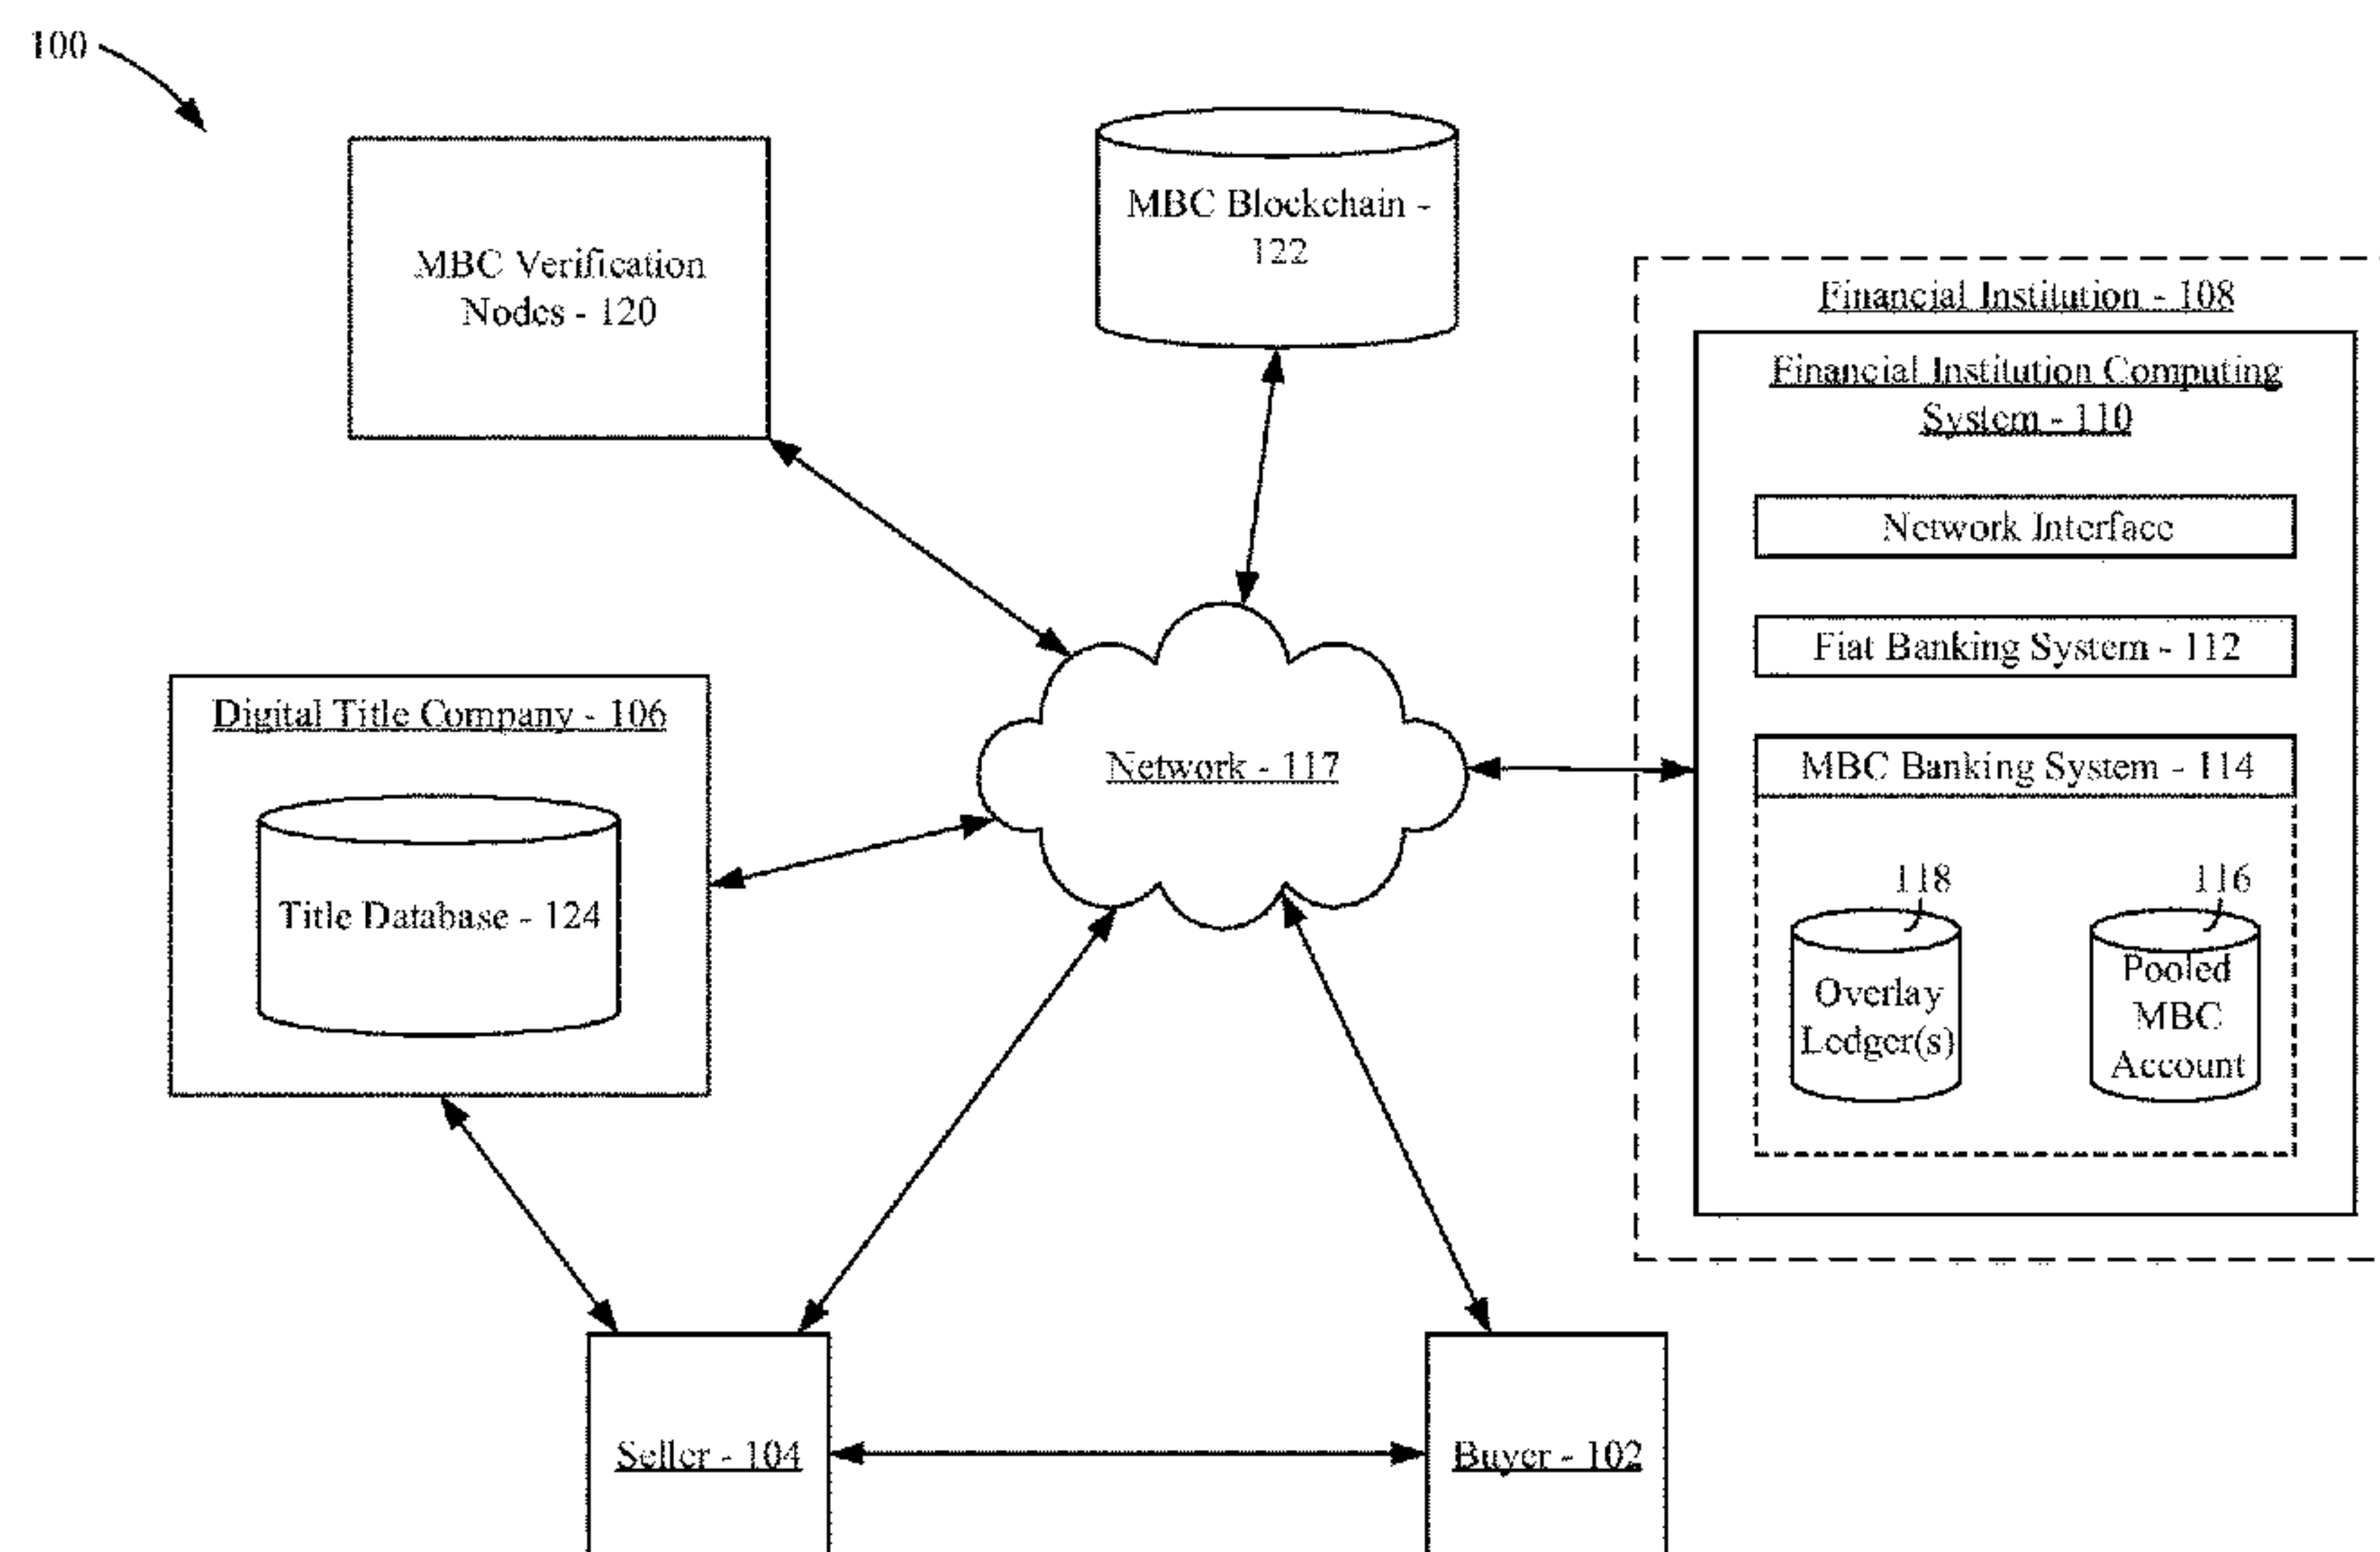 100
MBC Verification
Nodes - 120
MBC Blockchain -
122
Financial Institution - 108
Financial Institution Computing
System - 110
Network Interface
Fiat Banking System - 112
MBC Banking System - 114
118
116
Overlay
Ledger(s)
Pooled
MBC
Account
Network - 117
Digital Title Company - 106
Title Database - 124
Seller - 104
Buyer - 102